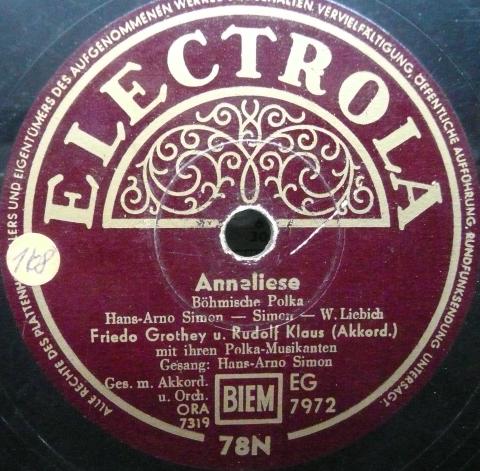 ALLE RECHTE DES PLATTENHERSTELLERS UND EIGENTÜMERS DES AUFGENOMMENEN WERKES VORBEHALTEN. VERVIELFÄLTIGUNG, ÖFFENTLICHE AUFFÜHRUNG, RUNDFUNKSENDUNG UNTERSAGT.
ELECTROLA
168
Anneliese
Böhmische Polka
Hans-Arno Simon — Simon — W. Liebich
Friedo Grothey u. Rudolf Klaus (Akkord.)
mit ihren Polka-Musikanten
Gesang: Hans-Arno Simon
Ges. m. Akkord.
u. Orch.
ORA
7319
BIEM
EG
7972
78N